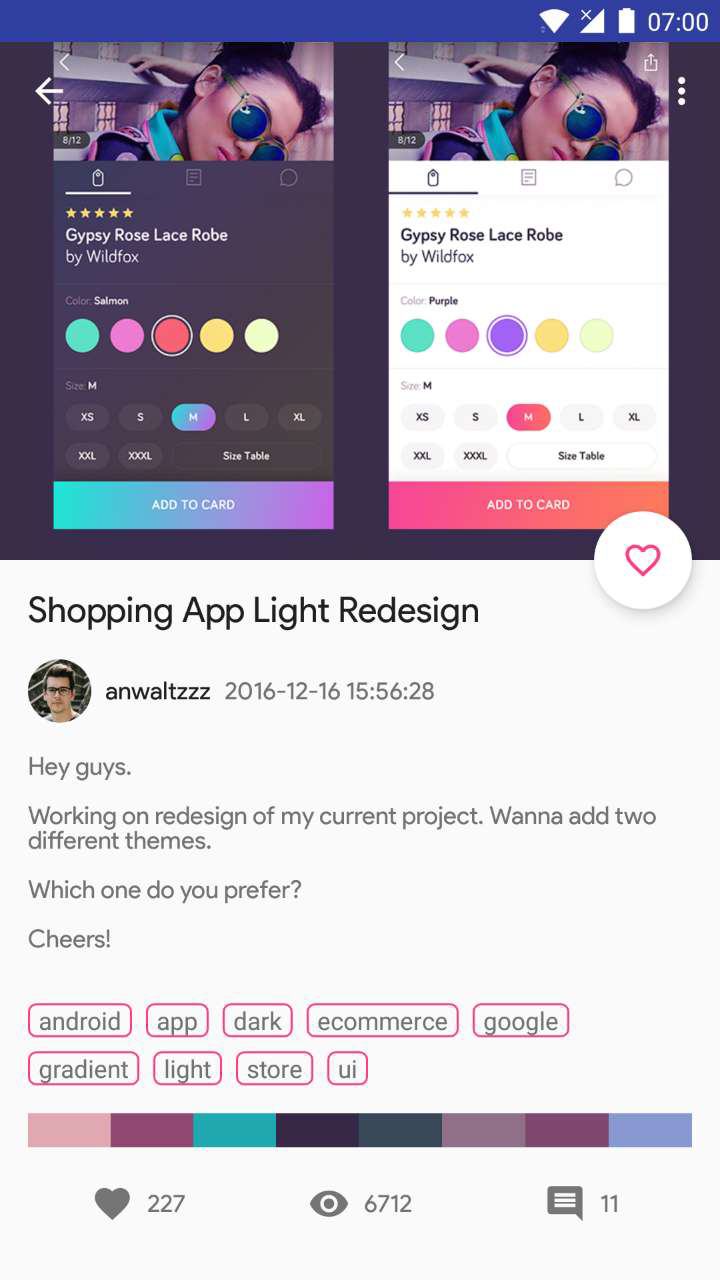 07:00
8/12
Gypsy Rose Lace Robe
by Wildfox
Color: Salmon
Size: M
XS S M L XL
XXL XXXL Size Table
ADD TO CARD
8/12
Gypsy Rose Lace Robe
by Wildfox
Color: Purple
Size: M
XS S M L XL
XXL XXXL Size Table
ADD TO CARD
Shopping App Light Redesign
anwaltzzz 2016-12-16 15:56:28
Hey guys.
Working on redesign of my current project. Wanna add two
different themes.
Which one do you prefer?
Cheers!
android app dark ecommerce google
gradient light store ui
227 6712 11